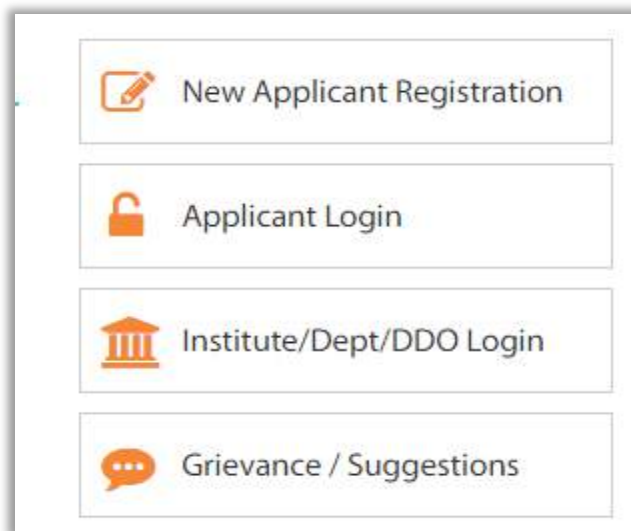 New Applicant Registration
Applicant Login
Institute/Dept/DDO Login
Grievance / Suggestions